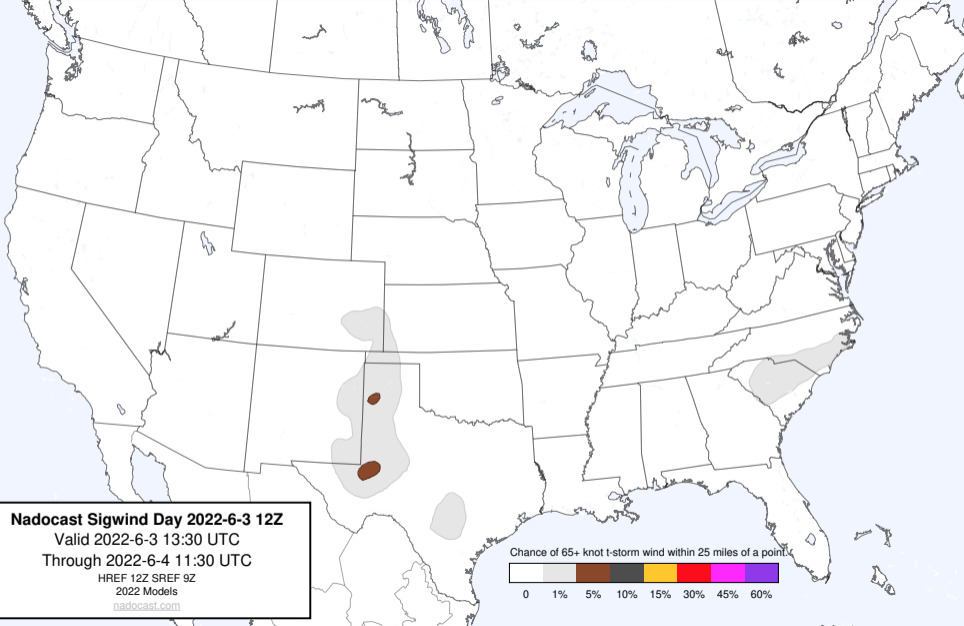 Nadocast Sigwind Day 2022-6-3 12Z
Valid 2022-6-3 13:30 UTC
Through 2022-6-4 11:30 UTC
HREF 12Z SREF 9Z
2022 Models
nadocast.com
Chance of 65+ knot t-storm wind within 25 miles of a point.
0 1% 5% 10% 15% 30% 45% 60%